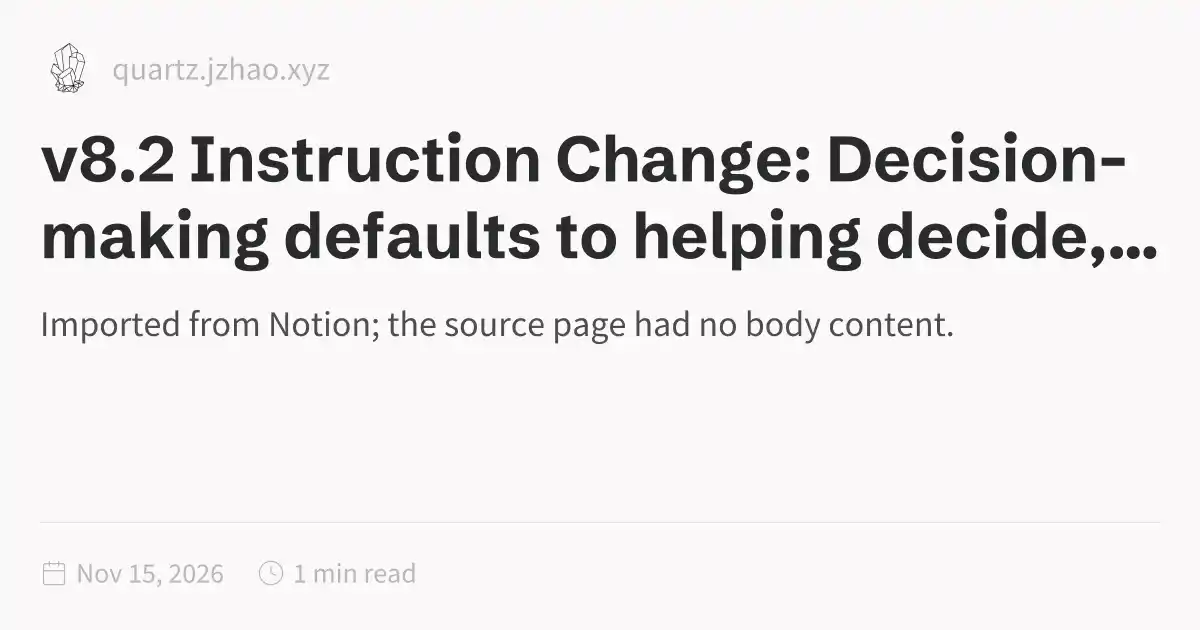 quartz.jzhao.xyz
v8.2 Instruction Change: Decision-
making defaults to helping decide,...
Imported from Notion; the source page had no body content.
Nov 15, 2026 1 min read